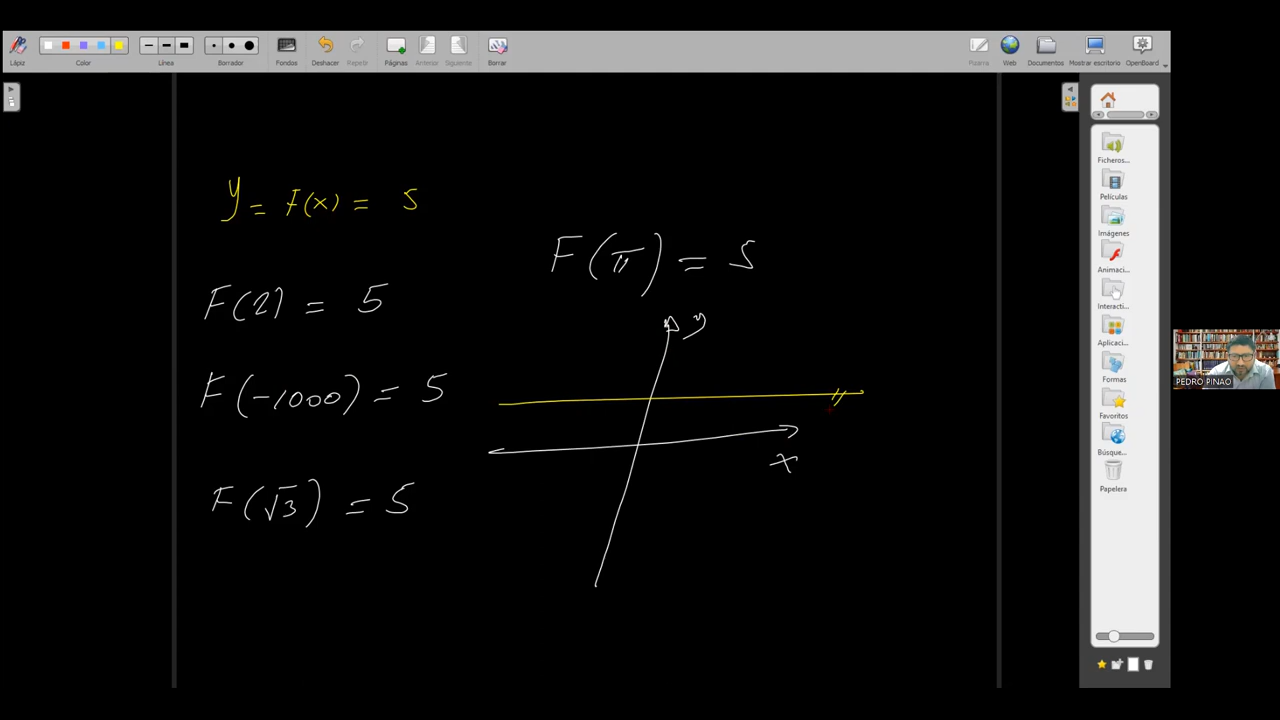 Lápiz
Color
Línea
Borrador
Fondos
Deshacer
Repetir
Páginas
Anterior
Siguiente
Borrar
Pizarra
Web
Documentos
Mostrar escritorio
OpenBoard
y = F(x) = 5
F(π) = 5
F(2) = 5
F(-1000) = 5
F(√3) = 5
y
x
Ficheros...
Películas
Imágenes
Animaci...
Interacti...
Aplicaci...
Formas
Favoritos
Búsque...
Papelera
PEDRO PINAO